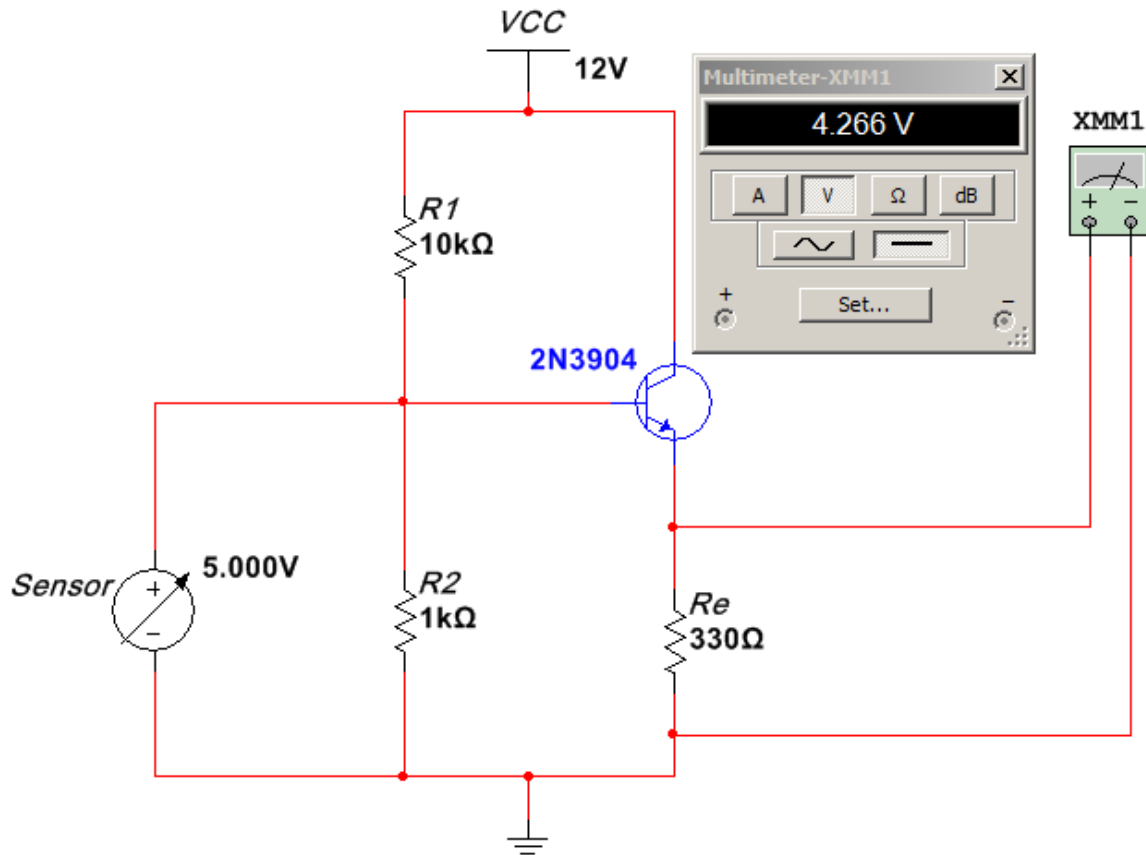 VCC
12V
Multimeter-XMM1
4.266 V
A
V
Ω
dB
+
Set...
−
XMM1
+ −
R1
10kΩ
2N3904
Sensor
+
−
5.000V
R2
1kΩ
Re
330Ω